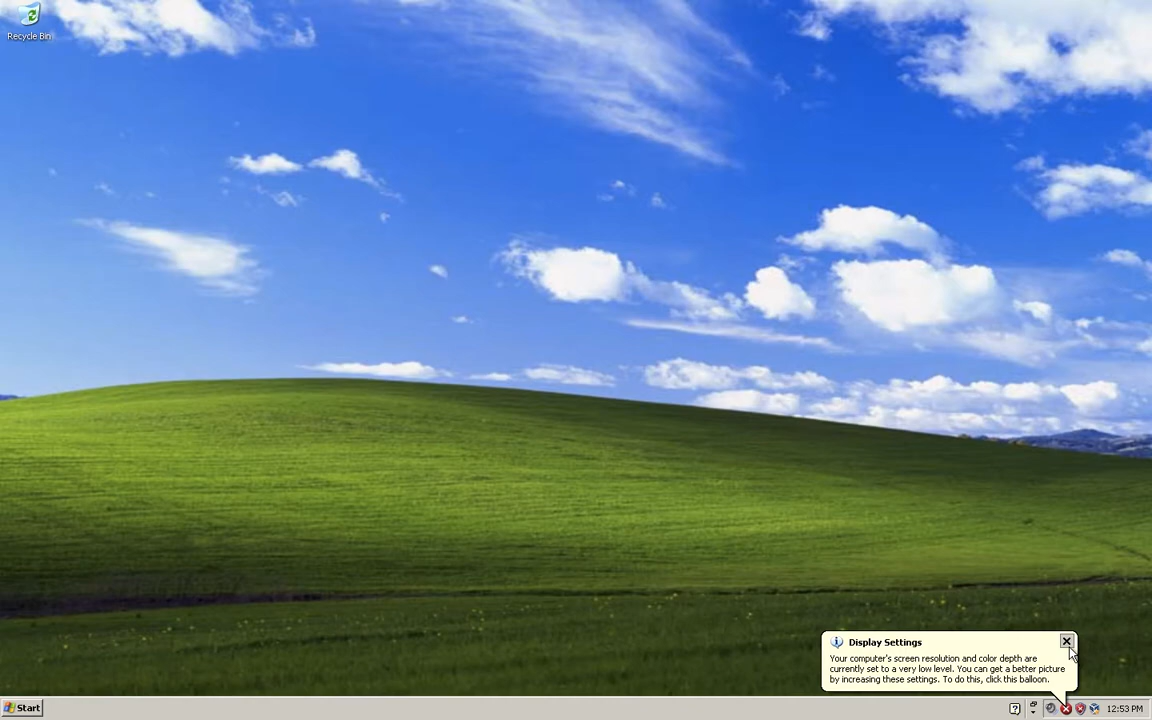 Recycle Bin
Display Settings
Your computer's screen resolution and color depth are
currently set to a very low level. You can get a better picture
by increasing these settings. To do this, click this balloon.
Start
12:53 PM